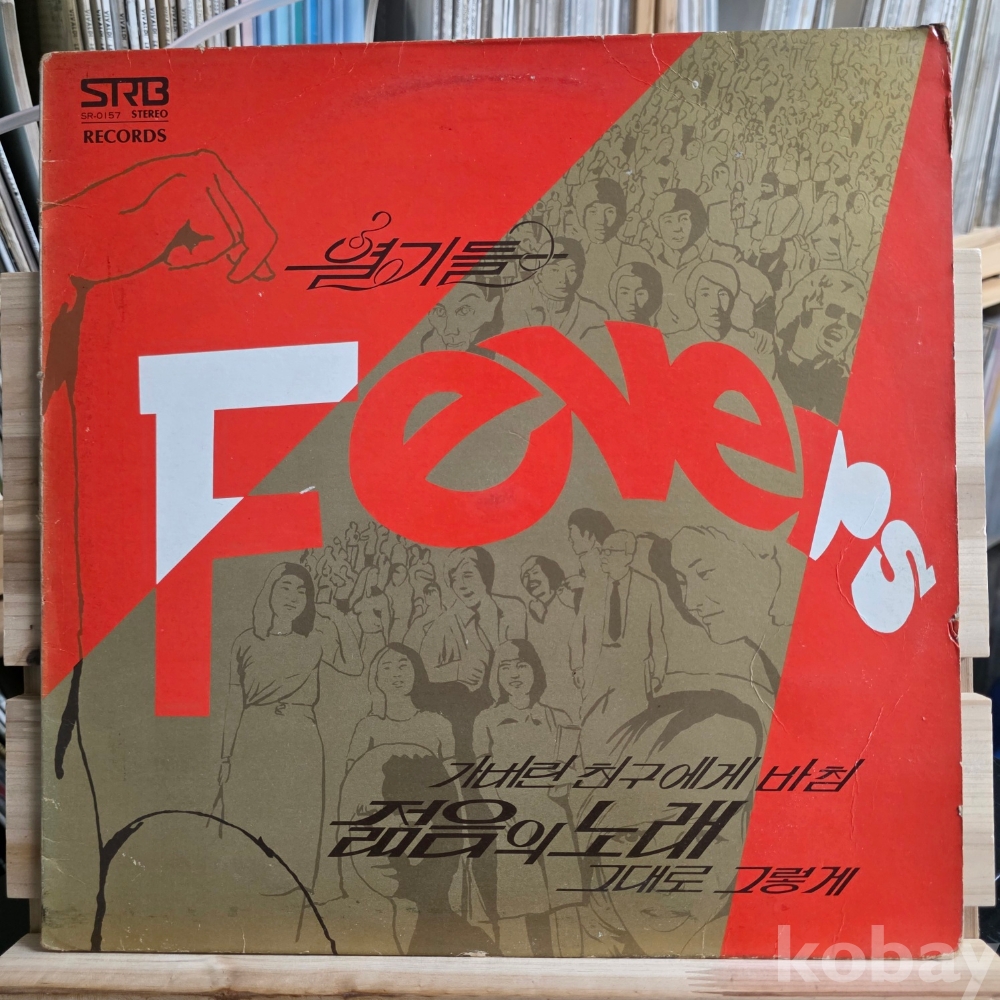 SRB
SR-0157 STEREO
RECORDS
열기들
Fevers
가버린 친구에게 바침
젊음의 노래
그대로 그렇게
kobay